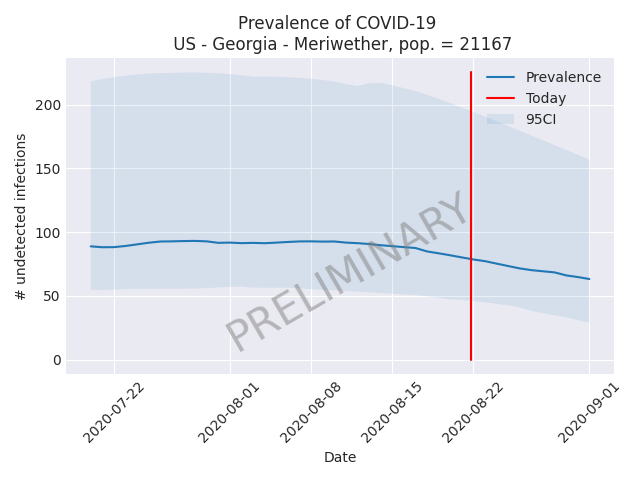 Prevalence of COVID-19
US - Georgia - Meriwether, pop. = 21167
Prevalence
Today
95CI
# undetected infections
200
150
100
50
0
PRELIMINARY
2020-07-22
2020-08-01
2020-08-08
2020-08-15
2020-08-22
2020-09-01
Date